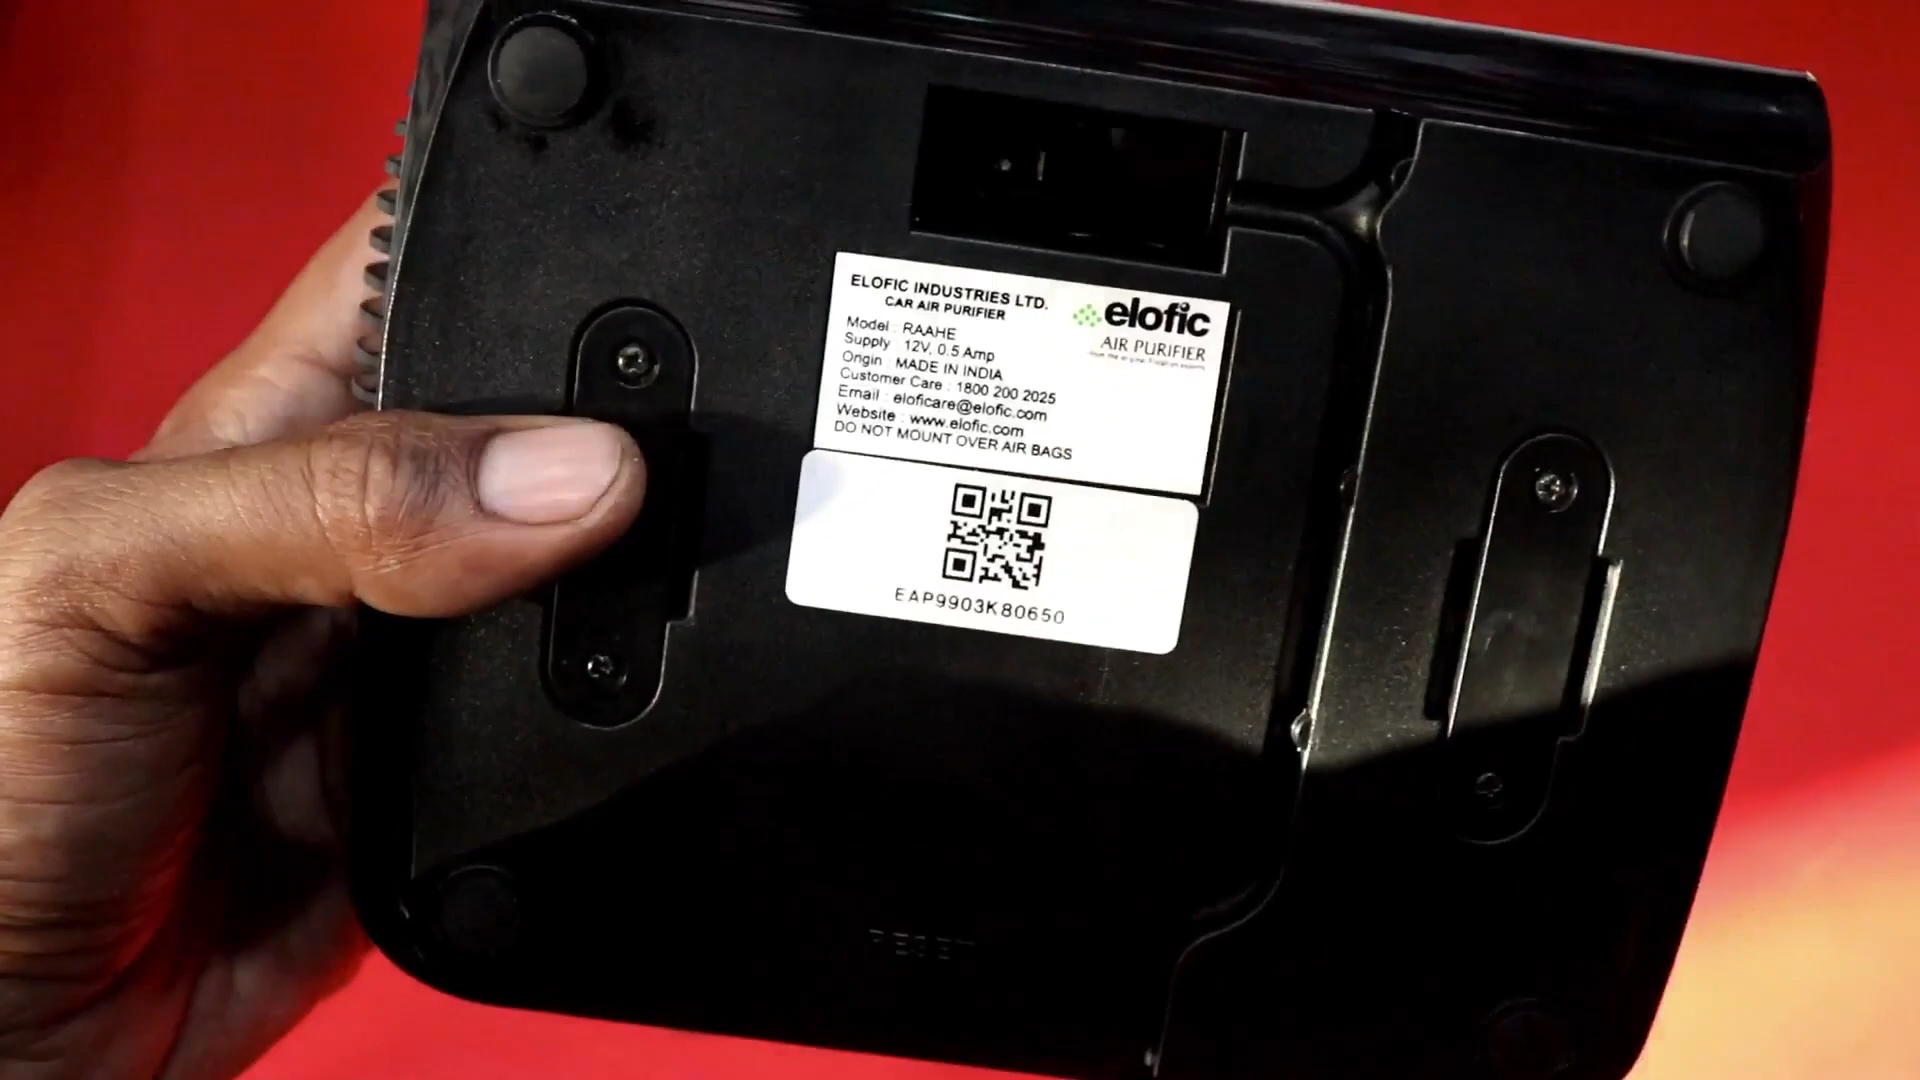 ELOFIC INDUSTRIES LTD.
CAR AIR PURIFIER
Model : RAAHE
Supply : 12V, 0.5 Amp
Origin : MADE IN INDIA
Customer Care : 1800 200 2025
Email : eloficare@elofic.com
Website : www.elofic.com
DO NOT MOUNT OVER AIR BAGS
elofic
AIR PURIFIER
EAP9903K80650
RESET